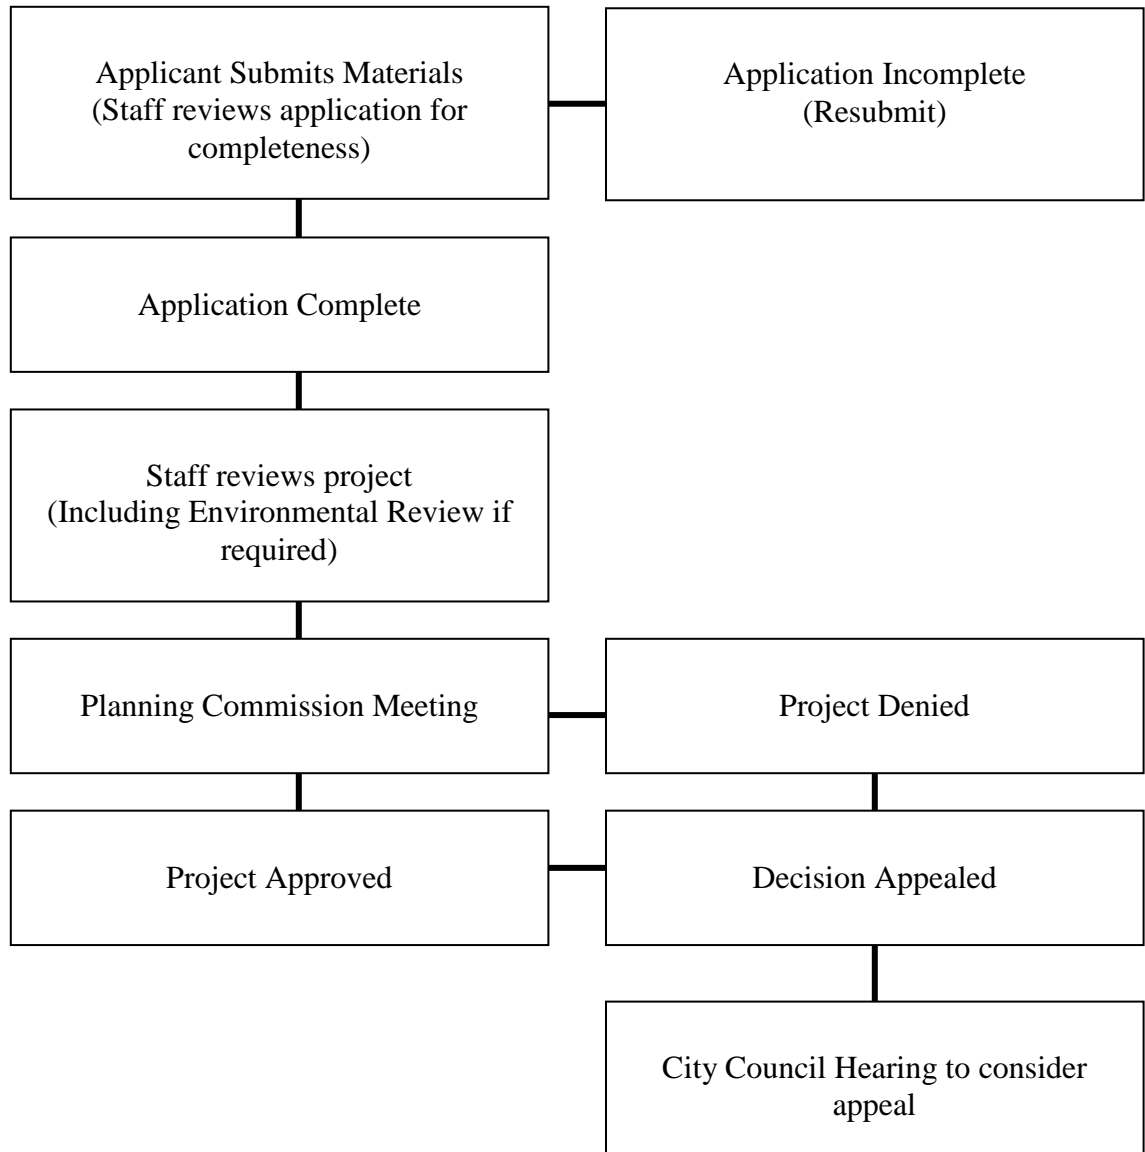 Applicant Submits Materials
(Staff reviews application for
completeness)
Application Incomplete
(Resubmit)
Application Complete
Staff reviews project
(Including Environmental Review if
required)
Planning Commission Meeting
Project Denied
Project Approved
Decision Appealed
City Council Hearing to consider
appeal